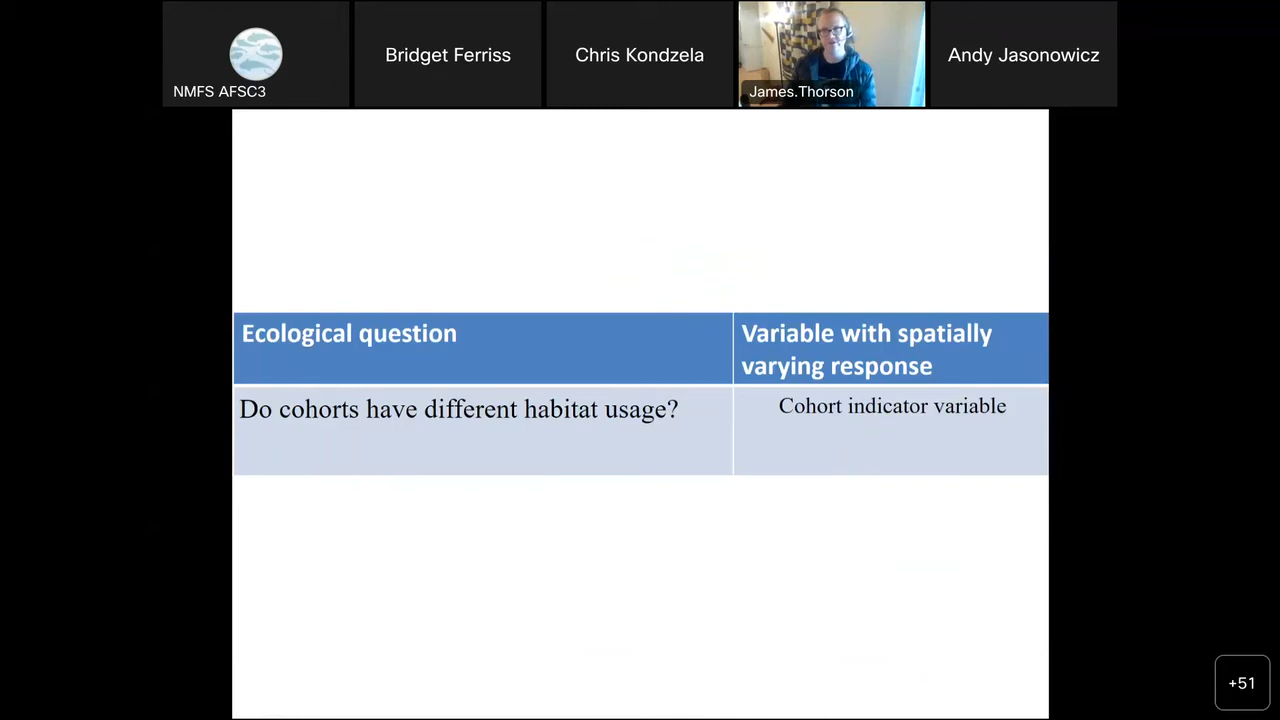 NMFS AFSC3
Bridget Ferriss
Chris Kondzela
James.Thorson
Andy Jasonowicz
Ecological question
Variable with spatially
varying response
Do cohorts have different habitat usage?
Cohort indicator variable
+51